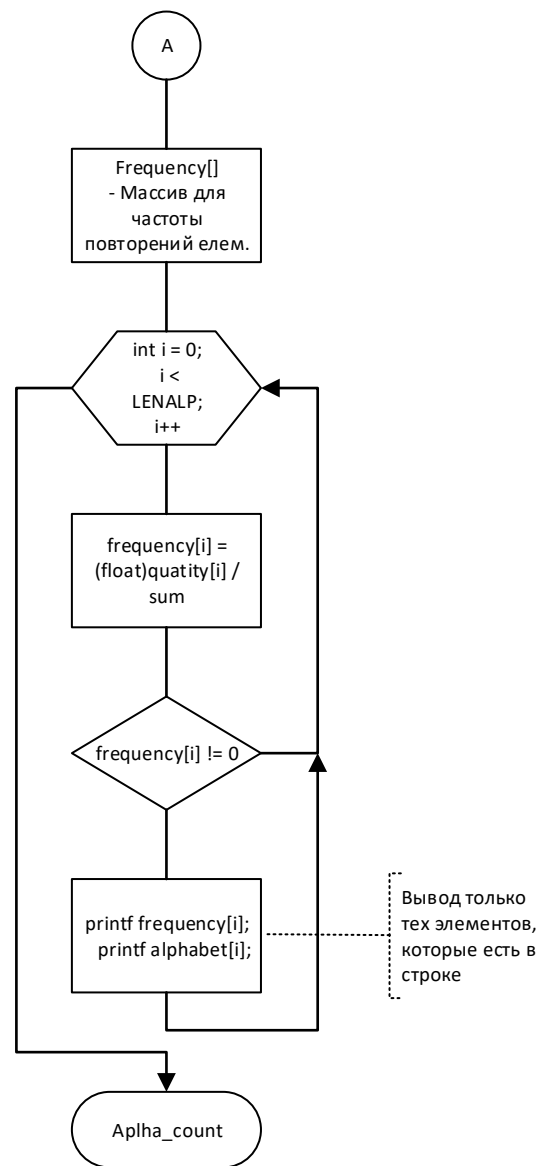 A
Frequency[]
- Массив для
частоты
повторений елем.
int i = 0;
i <
LENALP;
i++
frequency[i] =
(float)quatity[i] /
sum
frequency[i] != 0
printf frequency[i];
printf alphabet[i];
Вывод только
тех элементов,
которые есть в
строке
Aplha_count